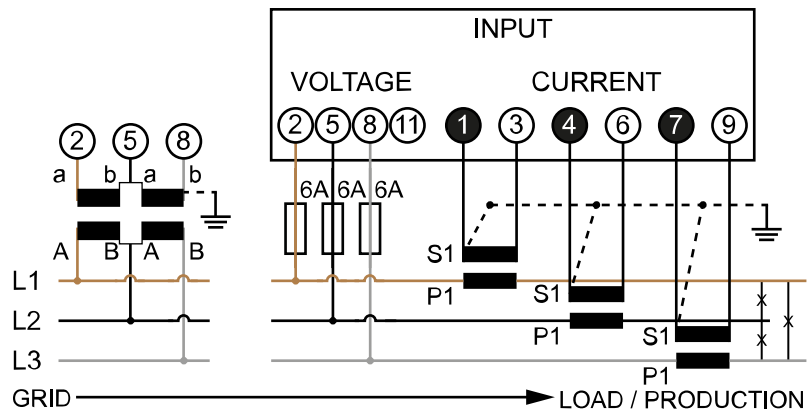 INPUT
VOLTAGE CURRENT
2 5 8 2 5 8 11 1 3 4 6 7 9
a b a b
6A 6A 6A
A B A B
S1
L1
P1 S1
L2
P1 S1
L3
P1
GRID LOAD / PRODUCTION